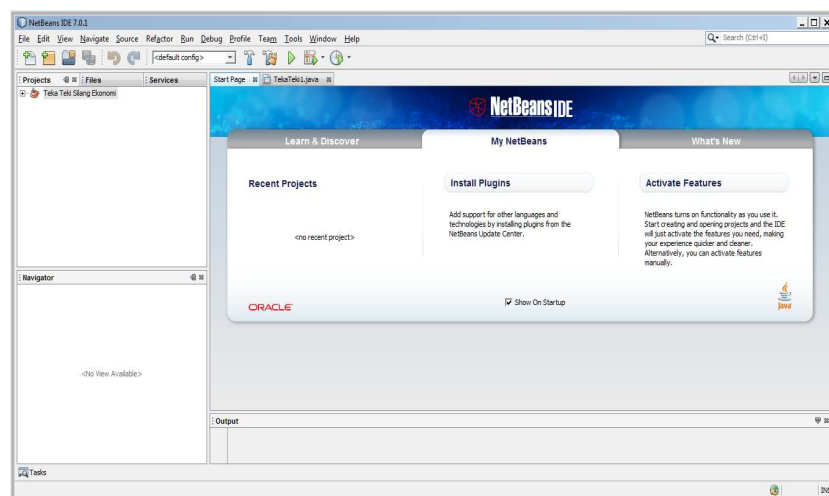 NetBeans IDE 7.0.1
File Edit View Navigate Source Refactor Run Debug Profile Team Tools Window Help
Search (Ctrl+I)
<default config>
Projects Files Services
Start Page TekaTeki1.java
Teka Teki Silang Ekonomi
NetBeans IDE
Learn & Discover My NetBeans What's New
Recent Projects
<no recent project>
Install Plugins
Add support for other languages and
technologies by installing plugins from the
NetBeans Update Center.
Activate Features
NetBeans turns on functionality as you use it.
Start creating and opening projects and the IDE
will just activate the features you need, making
your experience quicker and cleaner.
Alternatively, you can activate features
manually.
ORACLE
Show On Startup
Java
Navigator
<No View Available>
Output
Tasks